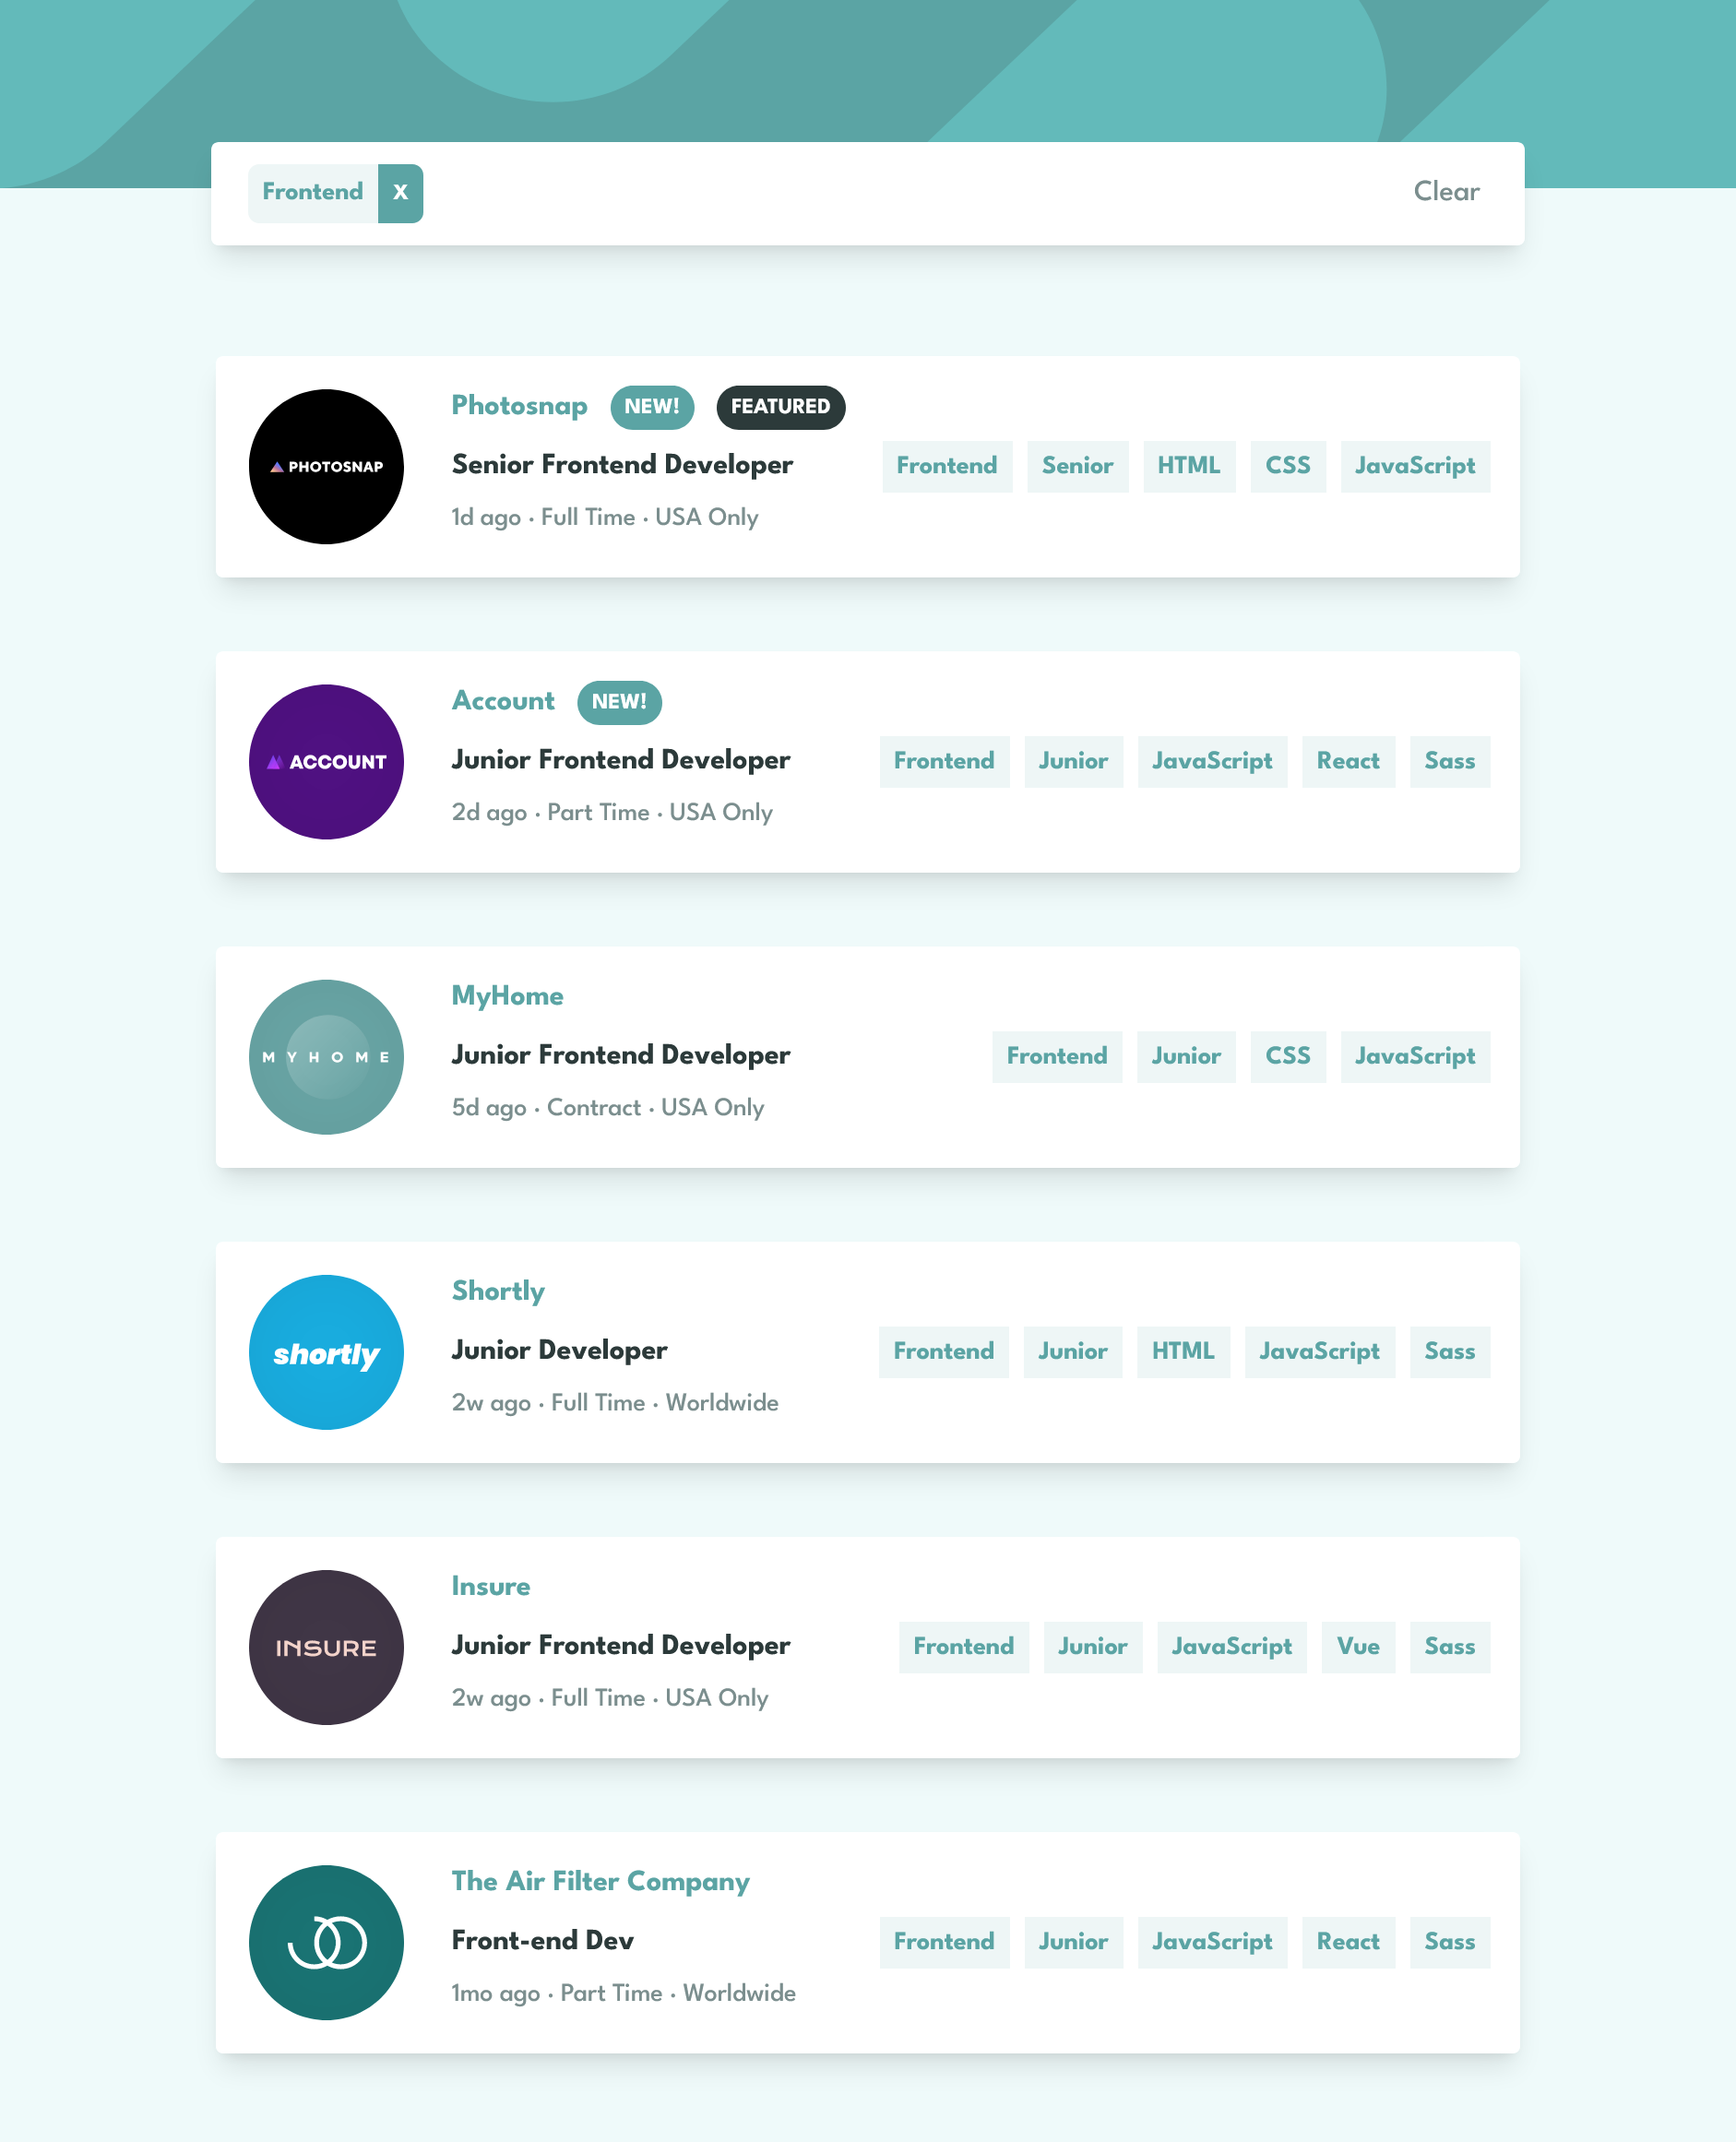 Frontend X Clear
PHOTOSNAP
Photosnap NEW! FEATURED
Senior Frontend Developer
1d ago · Full Time · USA Only
Frontend Senior HTML CSS JavaScript
ACCOUNT
Account NEW!
Junior Frontend Developer
2d ago · Part Time · USA Only
Frontend Junior JavaScript React Sass
MYHOME
MyHome
Junior Frontend Developer
5d ago · Contract · USA Only
Frontend Junior CSS JavaScript
shortly
Shortly
Junior Developer
2w ago · Full Time · Worldwide
Frontend Junior HTML JavaScript Sass
INSURE
Insure
Junior Frontend Developer
2w ago · Full Time · USA Only
Frontend Junior JavaScript Vue Sass
The Air Filter Company
Front-end Dev
1mo ago · Part Time · Worldwide
Frontend Junior JavaScript React Sass